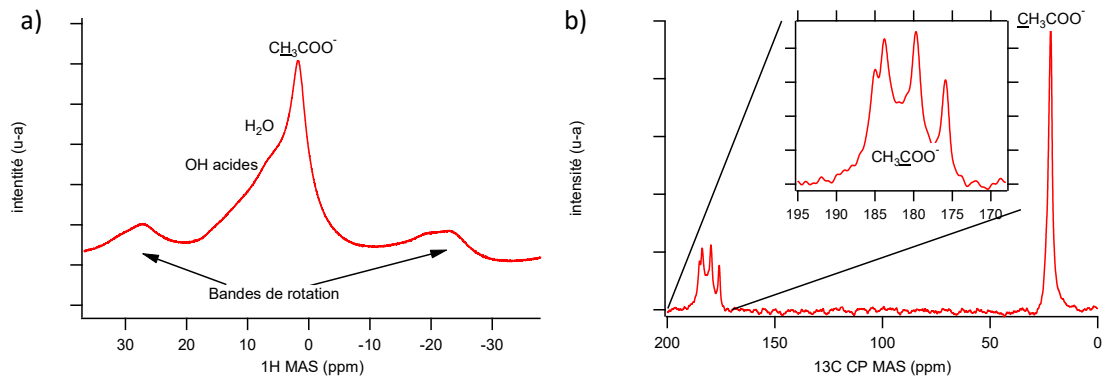 a)
CH₃COO⁻
H₂O
OH acides
Bandes de rotation
intentité (u-a)
30 20 10 0 -10 -20 -30
1H MAS (ppm)
b)
CH₃COO⁻
CH₃COO⁻
195 190 185 180 175 170
intensité (u-a)
200 150 100 50 0
13C CP MAS (ppm)